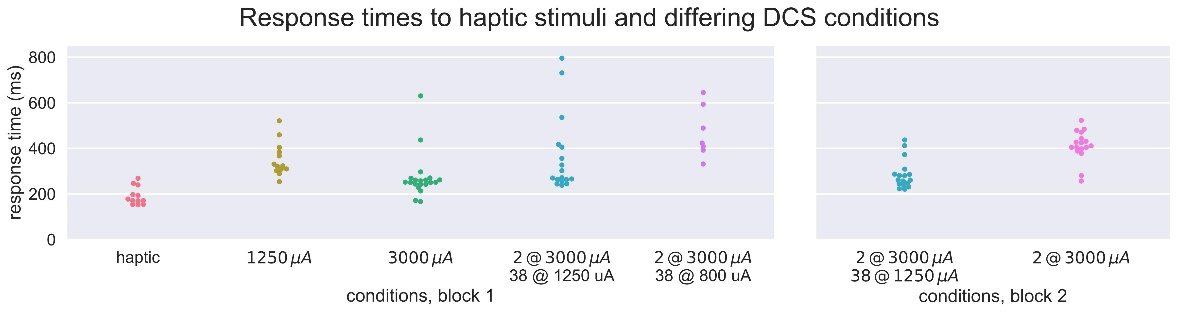 Response times to haptic stimuli and differing DCS conditions
response time (ms)
800
600
400
200
0
haptic
1250 μA
3000 μA
2 @ 3000 μA
38 @ 1250 uA
2 @ 3000 μA
38 @ 800 uA
conditions, block 1
2 @ 3000 μA
38 @ 1250 μA
2 @ 3000 μA
conditions, block 2